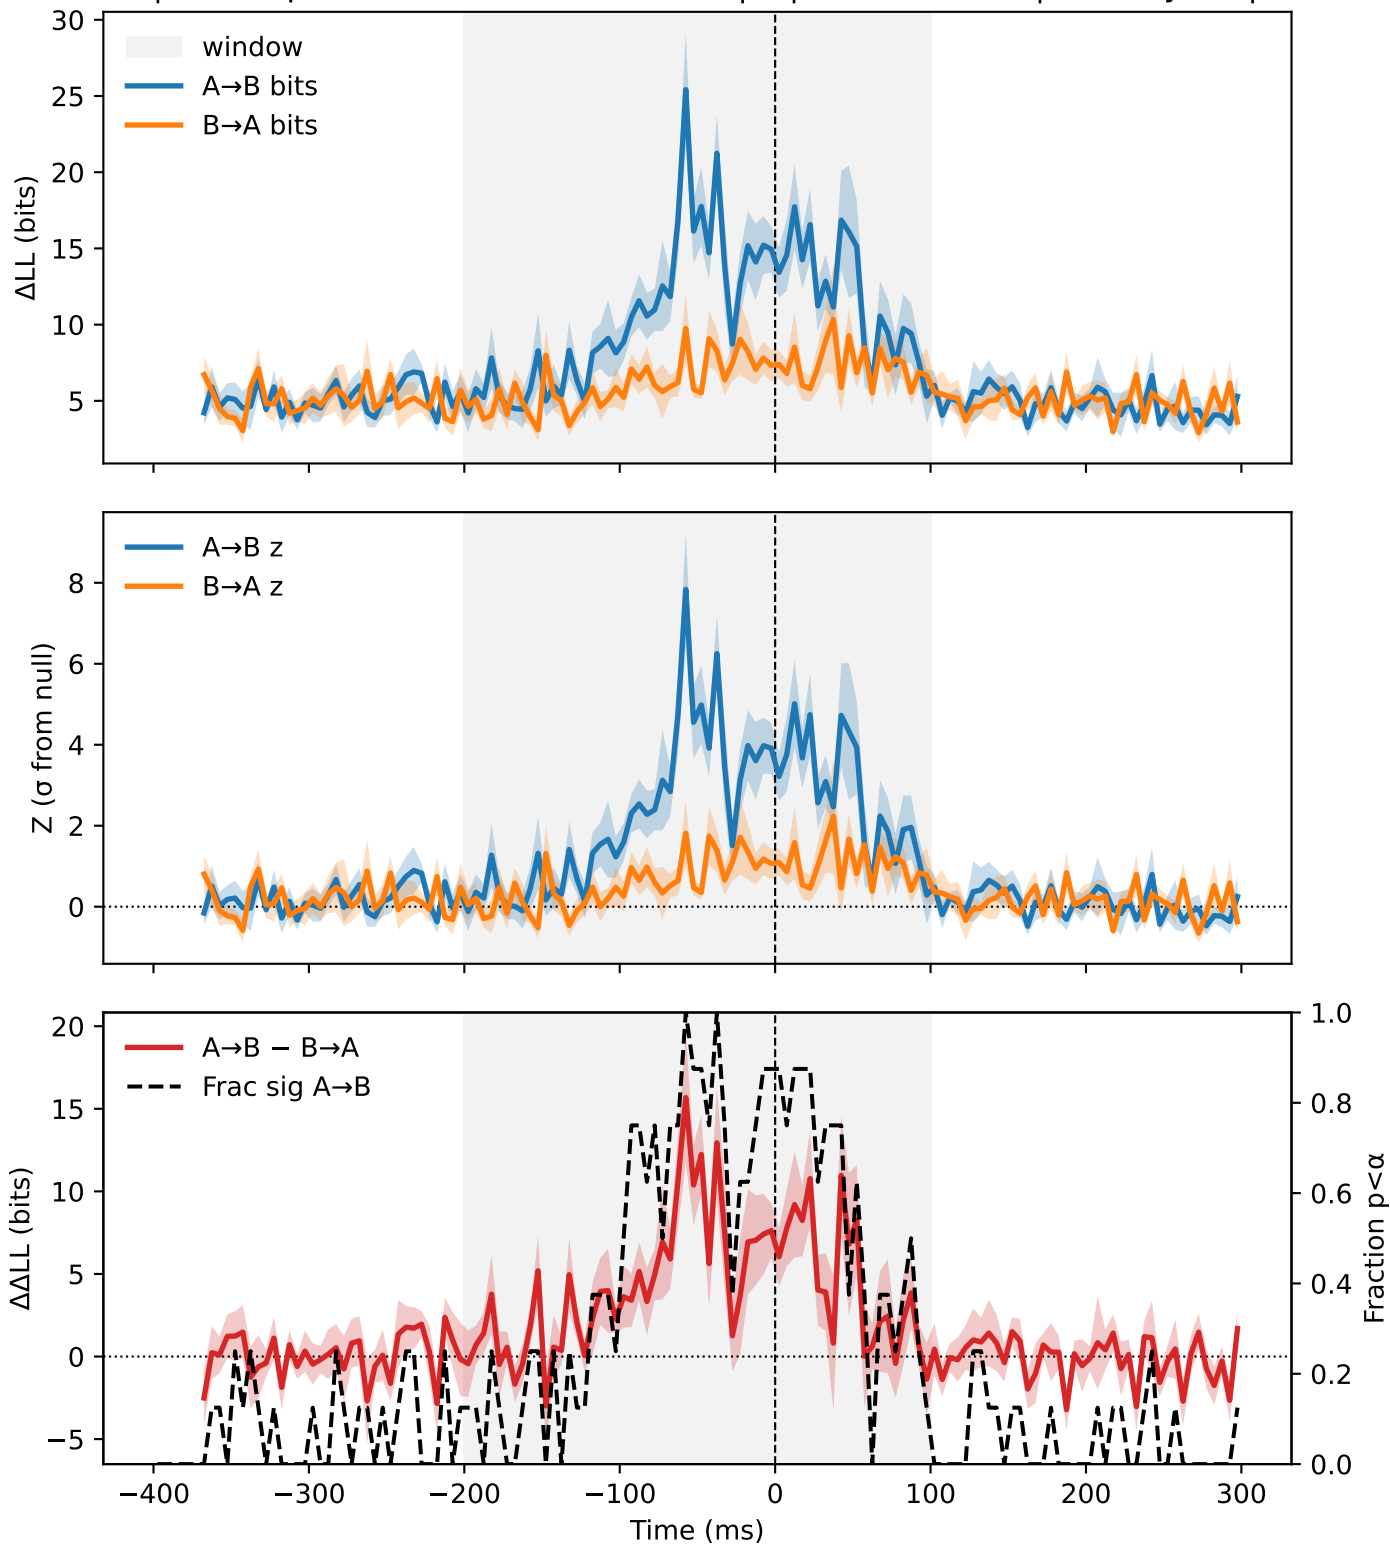 30
25
20
15
10
5
ΔLL (bits)
window
A→B bits
B→A bits
8
6
4
2
0
Z (σ from null)
A→B z
B→A z
20
15
10
5
0
−5
ΔΔLL (bits)
A→B − B→A
Frac sig A→B
1.0
0.8
0.6
0.4
0.2
0.0
Fraction p<α
−400 −300 −200 −100 0 100 200 300
Time (ms)